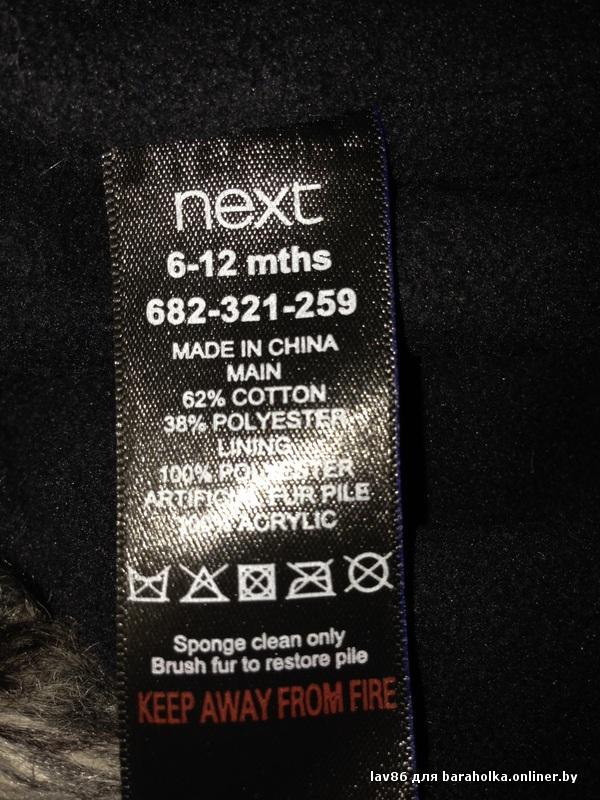 next
6-12 mths
682-321-259
MADE IN CHINA
MAIN
62% COTTON
38% POLYESTER
LINING
100% POLYESTER
ARTIFICIAL FUR PILE
100% ACRYLIC
Sponge clean only
Brush fur to restore pile
KEEP AWAY FROM FIRE
lav86 для baraholka.onliner.by